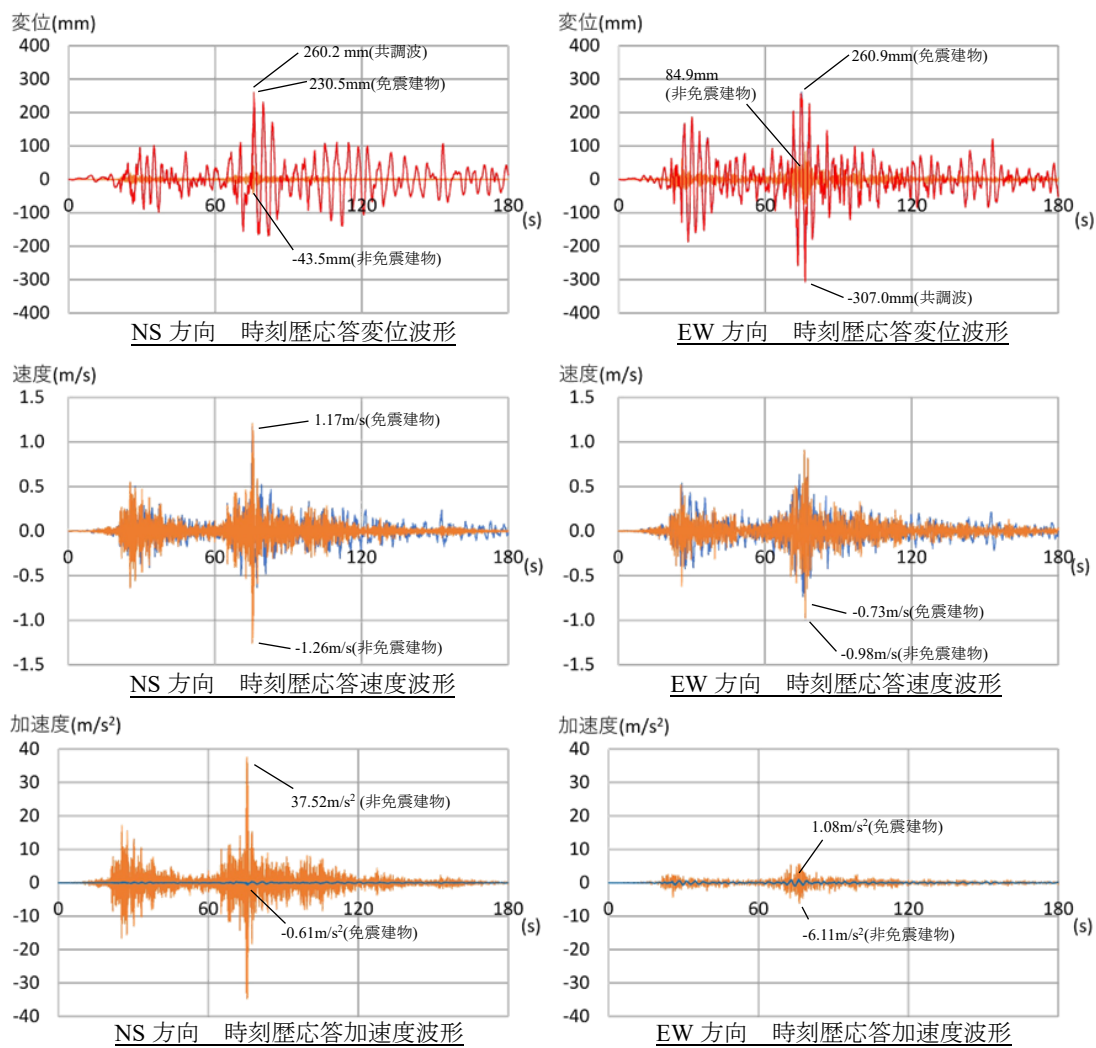 変位(mm)
400
300
200
100
0
-100
-200
-300
-400
0
60
120
180
(s)
260.2 mm(共調波)
230.5mm(免震建物)
-43.5mm(非免震建物)
NS 方向　時刻歴応答変位波形
変位(mm)
400
300
200
100
0
-100
-200
-300
-400
0
60
120
180
(s)
84.9mm
(非免震建物)
260.9mm(免震建物)
-307.0mm(共調波)
EW 方向　時刻歴応答変位波形
速度(m/s)
1.5
1.0
0.5
0.0
-0.5
-1.0
-1.5
0
60
120
180
(s)
1.17m/s(免震建物)
-1.26m/s(非免震建物)
NS 方向　時刻歴応答速度波形
速度(m/s)
1.5
1.0
0.5
0.0
-0.5
-1.0
-1.5
0
60
120
180
(s)
-0.73m/s(免震建物)
-0.98m/s(非免震建物)
EW 方向　時刻歴応答速度波形
加速度(m/s²)
40
30
20
10
0
-10
-20
-30
-40
0
60
120
180
(s)
37.52m/s² (非免震建物)
-0.61m/s²(免震建物)
NS 方向　時刻歴応答加速度波形
加速度(m/s²)
40
30
20
10
0
-10
-20
-30
-40
0
60
120
180
(s)
1.08m/s²(免震建物)
-6.11m/s²(非免震建物)
EW 方向　時刻歴応答加速度波形